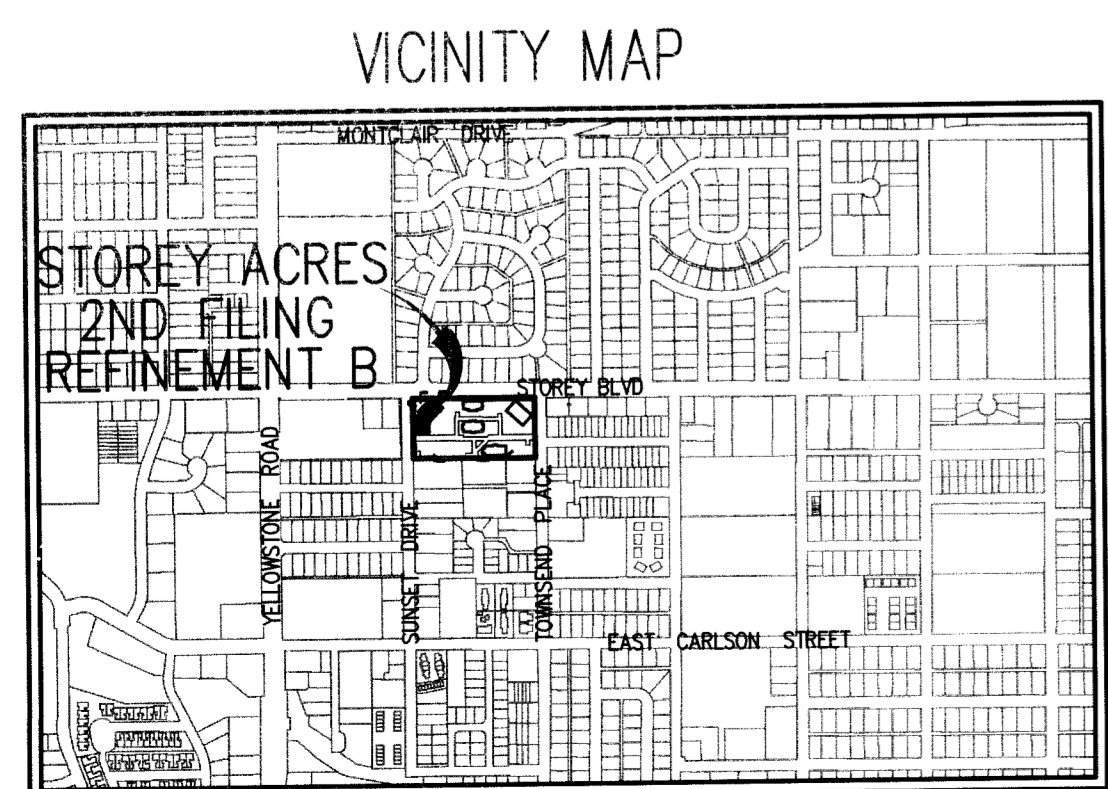 VICINITY MAP
MONTCLAIR DRIVE
STOREY ACRES
2ND FILING
REFINEMENT B
STOREY BLVD
YELLOWSTONE ROAD
SUNSET DRIVE
TOWNSEND PLACE
EAST CARLSON STREET